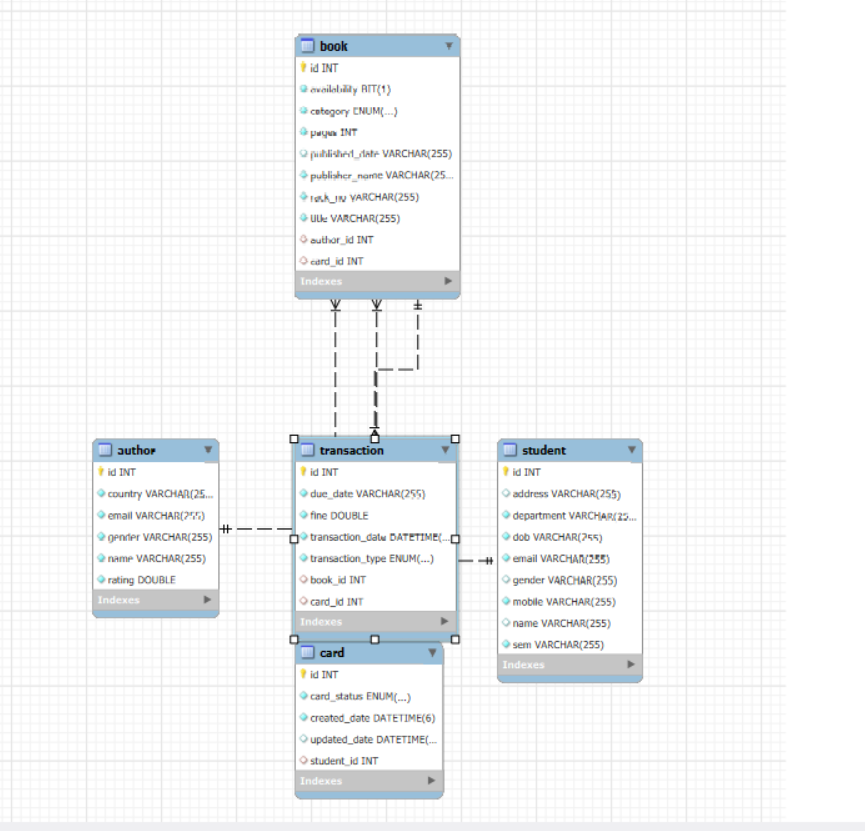 book
id INT
availability BIT(1)
category ENUM(...)
pages INT
published_date VARCHAR(255)
publisher_name VARCHAR(25...
VARCHAR(255)
title VARCHAR(255)
author_id INT
card_id INT
Indexes
author
id INT
country VARCHAR(25...
email VARCHAR(255)
gender VARCHAR(255)
name VARCHAR(255)
rating DOUBLE
Indexes
transaction
id INT
due_date VARCHAR(255)
fine DOUBLE
transaction_date DATETIME(...
transaction_type ENUM(...)
book_id INT
card_id INT
Indexes
student
id INT
address VARCHAR(255)
department VARCHAR(25...
dob VARCHAR(255)
email VARCHAR(255)
gender VARCHAR(255)
mobile VARCHAR(255)
name VARCHAR(255)
sem VARCHAR(255)
Indexes
card
id INT
card_status ENUM(...)
created_date DATETIME(6)
updated_date DATETIME(...
student_id INT
Indexes